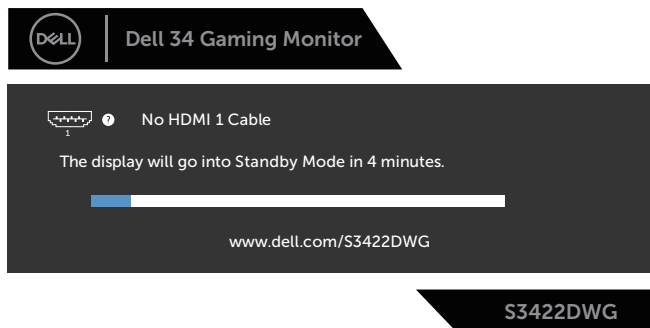 DELL
Dell 34 Gaming Monitor
? No HDMI 1 Cable
1
The display will go into Standby Mode in 4 minutes.
www.dell.com/S3422DWG
S3422DWG